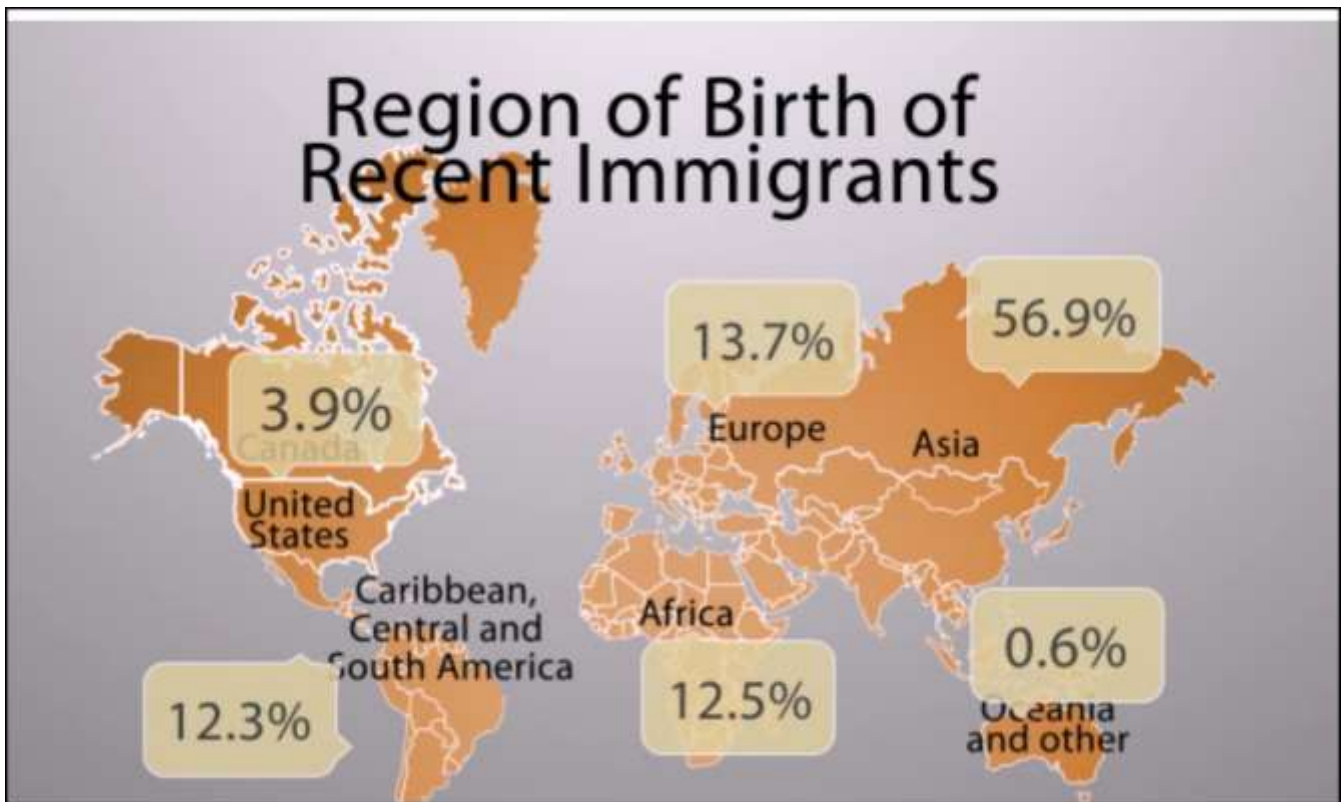 Region of Birth of
Recent Immigrants
56.9%
13.7%
3.9%
Canada
Europe
Asia
United
States
Caribbean,
Central and
South America
Africa
0.6%
12.3%
12.5%
Oceania
and other